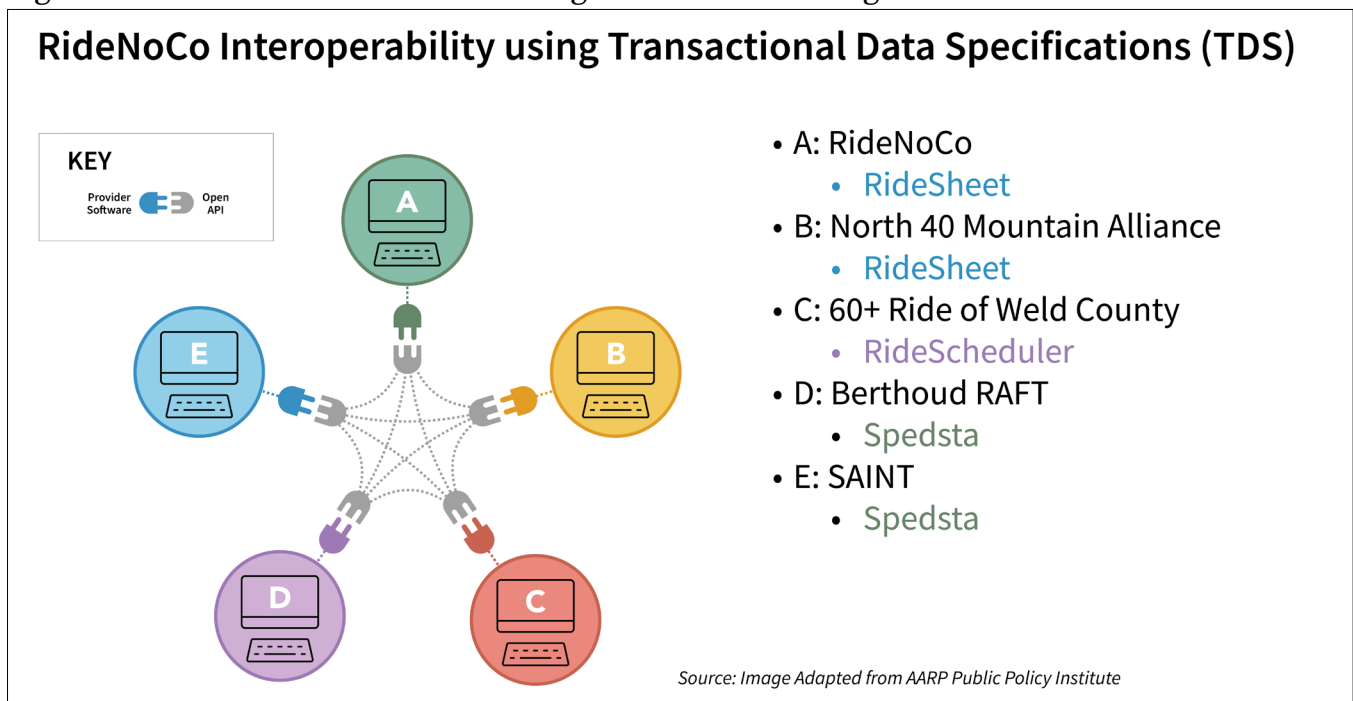 RideNoCo Interoperability using Transactional Data Specifications (TDS)
KEY
Provider Software
Open API
A
B
C
D
E
• A: RideNoCo
• RideSheet
• B: North 40 Mountain Alliance
• RideSheet
• C: 60+ Ride of Weld County
• RideScheduler
• D: Berthoud RAFT
• Spedsta
• E: SAINT
• Spedsta
Source: Image Adapted from AARP Public Policy Institute